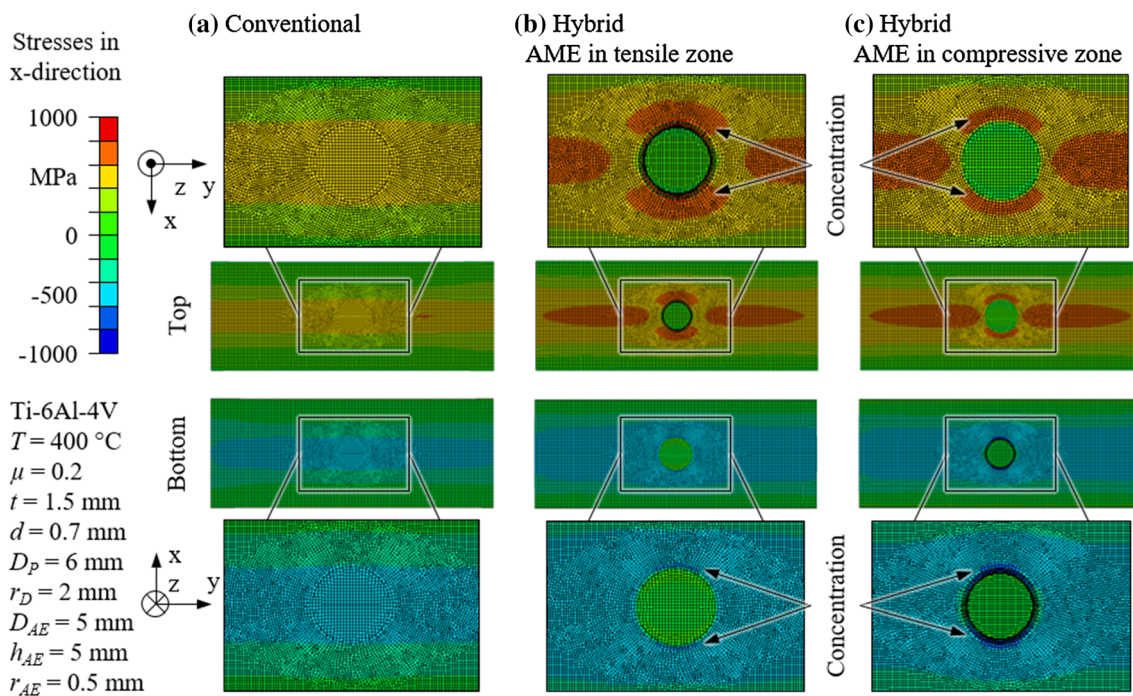 (a) Conventional
(b) Hybrid
AME in tensile zone
(c) Hybrid
AME in compressive zone
Stresses in
x-direction
1000
MPa
0
-500
-1000
z
y
x
Concentration
Top
Bottom
Ti-6Al-4V
T = 400 °C
μ = 0.2
t = 1.5 mm
d = 0.7 mm
D_P = 6 mm
r_D = 2 mm
D_AE = 5 mm
h_AE = 5 mm
r_AE = 0.5 mm
x
z
y
Concentration